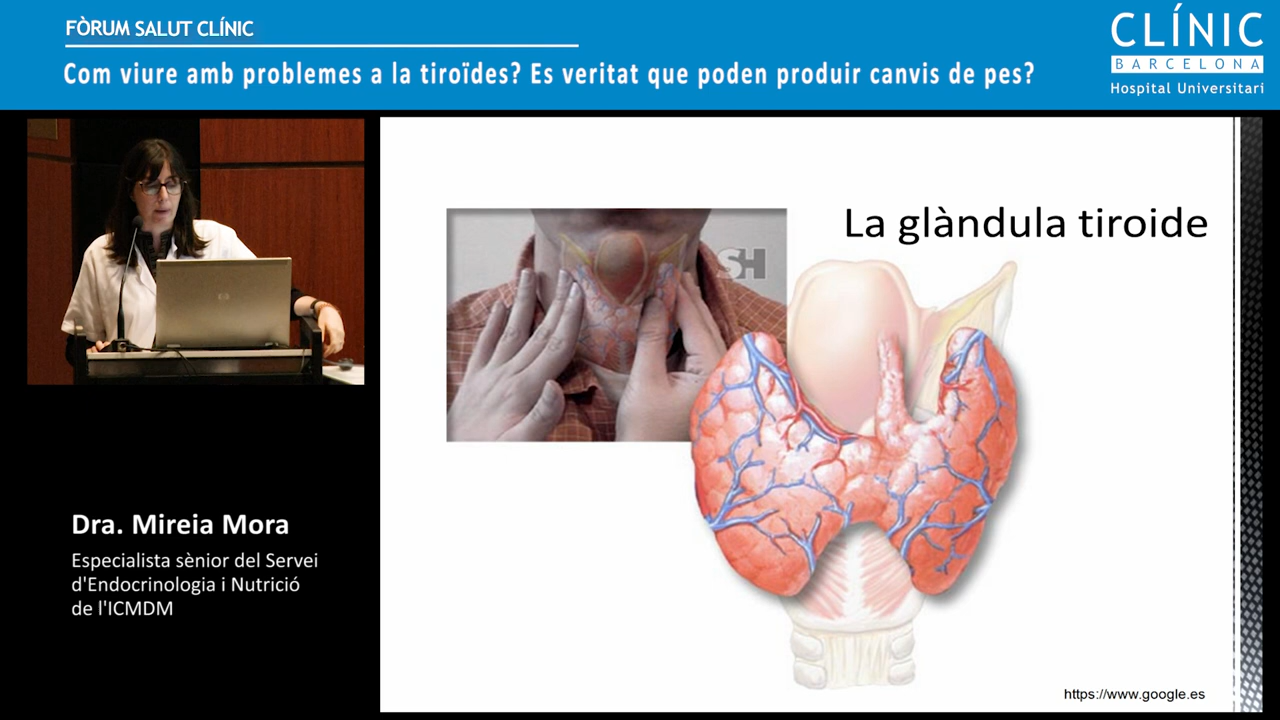 FÒRUM SALUT CLÍNIC
Com viure amb problemes a la tiroïdes? Es veritat que poden produir canvis de pes?
CLÍNIC
BARCELONA
Hospital Universitari
La glàndula tiroide
SH
Dra. Mireia Mora
Especialista sènior del Servei
d'Endocrinologia i Nutrició
de l'ICMDM
https://www.google.es